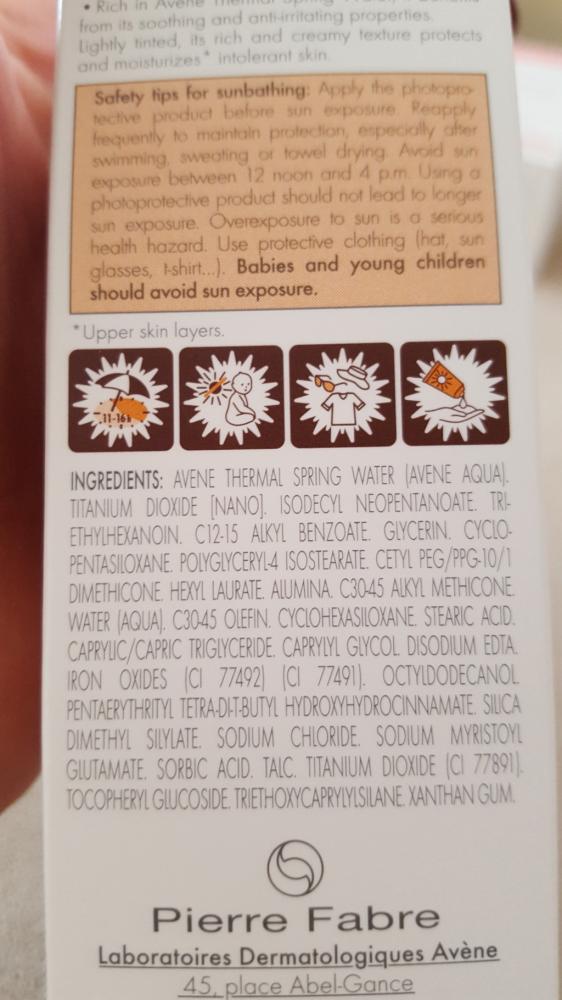 • Rich in Avène Thermal Spring
from its soothing and anti-irritating properties.
Lightly tinted, its rich and creamy texture protects
and moisturizes* intolerant skin.
Safety tips for sunbathing: Apply the photopro-
tective product before sun exposure. Reapply
frequently to maintain protection, especially after
swimming, sweating or towel drying. Avoid sun
exposure between 12 noon and 4 p.m. Using a
photoprotective product should not lead to longer
sun exposure. Overexposure to sun is a serious
health hazard. Use protective clothing (hat, sun
glasses, t-shirt...). Babies and young children
should avoid sun exposure.
*Upper skin layers.
11-16h
INGREDIENTS: AVENE THERMAL SPRING WATER (AVENE AQUA).
TITANIUM DIOXIDE [NANO]. ISODECYL NEOPENTANOATE. TRI-
ETHYLHEXANOIN. C12-15 ALKYL BENZOATE. GLYCERIN. CYCLO-
PENTASILOXANE. POLYGLYCERYL-4 ISOSTEARATE. CETYL PEG/PPG-10/1
DIMETHICONE. HEXYL LAURATE. ALUMINA. C30-45 ALKYL METHICONE.
WATER (AQUA). C30-45 OLEFIN. CYCLOHEXASILOXANE. STEARIC ACID.
CAPRYLIC/CAPRIC TRIGLYCERIDE. CAPRYLYL GLYCOL. DISODIUM EDTA.
IRON OXIDES (CI 77492) (CI 77491). OCTYLDODECANOL.
PENTAERYTHRITYL TETRA-DI-T-BUTYL HYDROXYHYDROCINNAMATE. SILICA
DIMETHYL SILYLATE. SODIUM CHLORIDE. SODIUM MYRISTOYL
GLUTAMATE. SORBIC ACID. TALC. TITANIUM DIOXIDE (CI 77891).
TOCOPHERYL GLUCOSIDE. TRIETHOXYCAPRYLYLSILANE. XANTHAN GUM.
Pierre Fabre
Laboratoires Dermatologiques Avène
45, place Abel-Gance